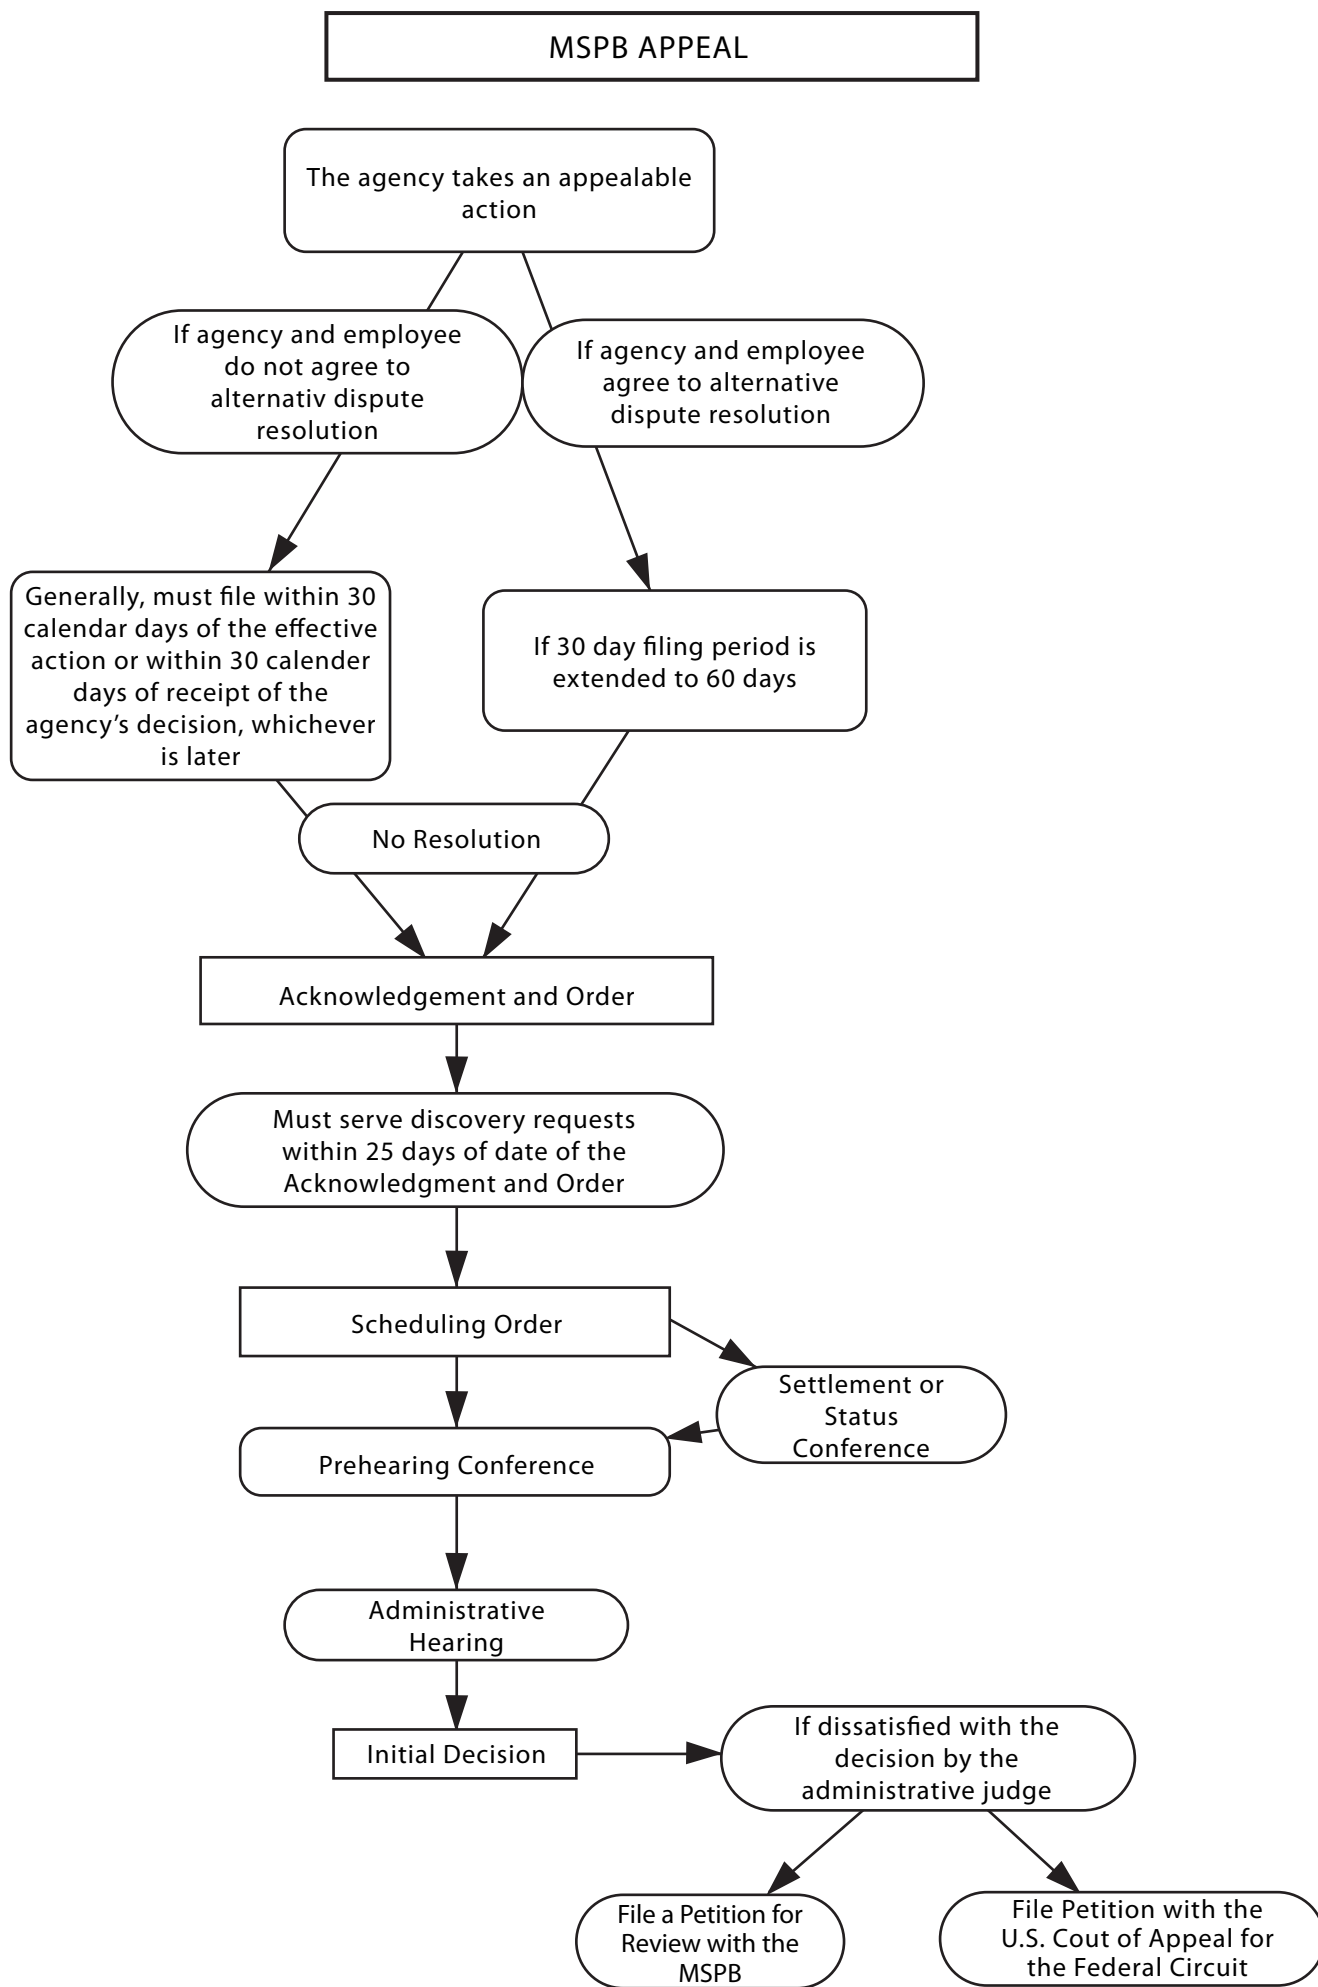 MSPB APPEAL
The agency takes an appealable
action
If agency and employee
do not agree to
alternativ dispute
resolution
If agency and employee
agree to alternative
dispute resolution
Generally, must file within 30
calendar days of the effective
action or within 30 calender
days of receipt of the
agency’s decision, whichever
is later
If 30 day filing period is
extended to 60 days
No Resolution
Acknowledgement and Order
Must serve discovery requests
within 25 days of date of the
Acknowledgment and Order
Scheduling Order
Settlement or
Status
Conference
Prehearing Conference
Administrative
Hearing
Initial Decision
If dissatisfied with the
decision by the
administrative judge
File a Petition for
Review with the
MSPB
File Petition with the
U.S. Cout of Appeal for
the Federal Circuit